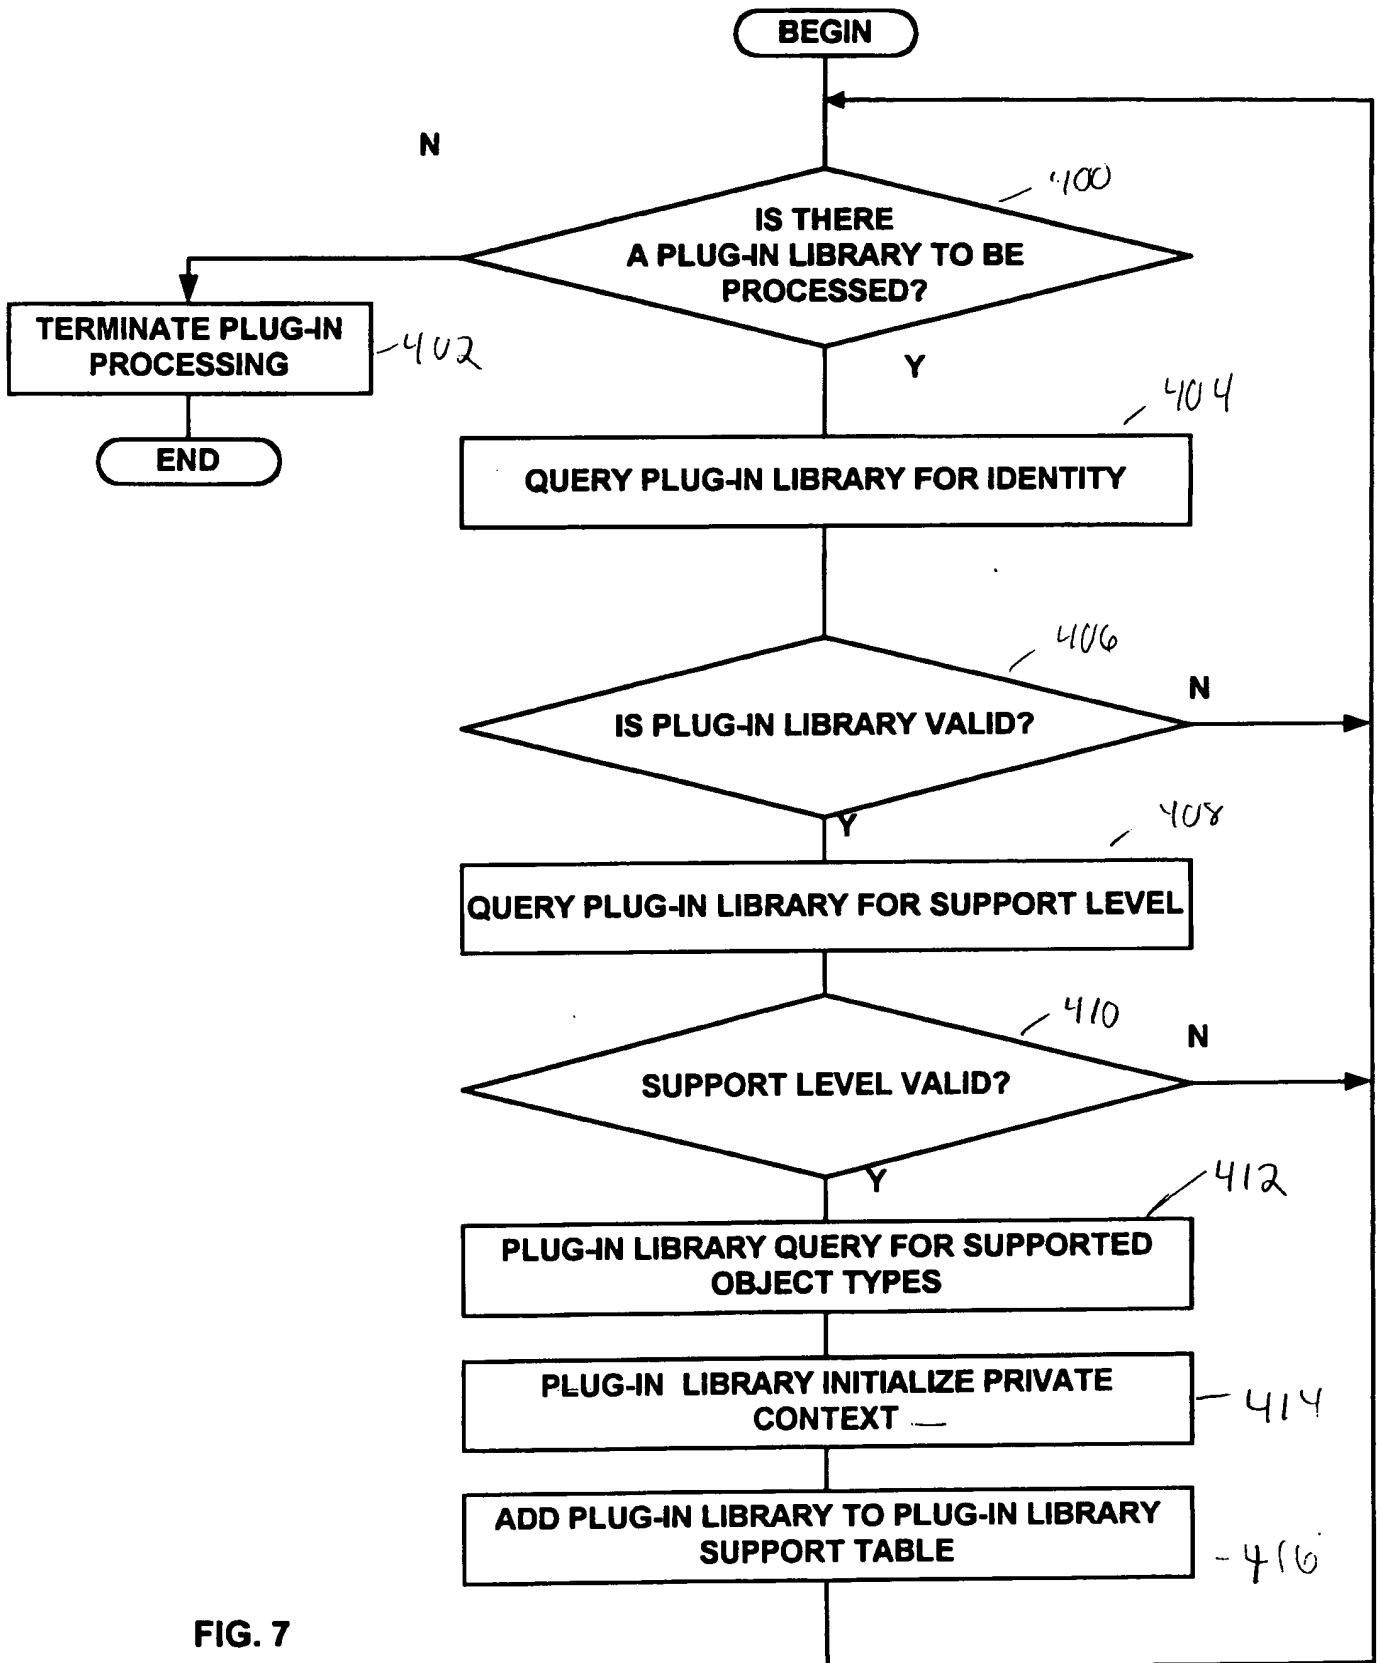 BEGIN
N
400
IS THERE
A PLUG-IN LIBRARY TO BE
PROCESSED?
TERMINATE PLUG-IN
PROCESSING
402
Y
END
404
QUERY PLUG-IN LIBRARY FOR IDENTITY
406
N
IS PLUG-IN LIBRARY VALID?
Y
408
QUERY PLUG-IN LIBRARY FOR SUPPORT LEVEL
410
N
SUPPORT LEVEL VALID?
Y
412
PLUG-IN LIBRARY QUERY FOR SUPPORTED
OBJECT TYPES
PLUG-IN LIBRARY INITIALIZE PRIVATE
CONTEXT
414
ADD PLUG-IN LIBRARY TO PLUG-IN LIBRARY
SUPPORT TABLE
416
FIG. 7